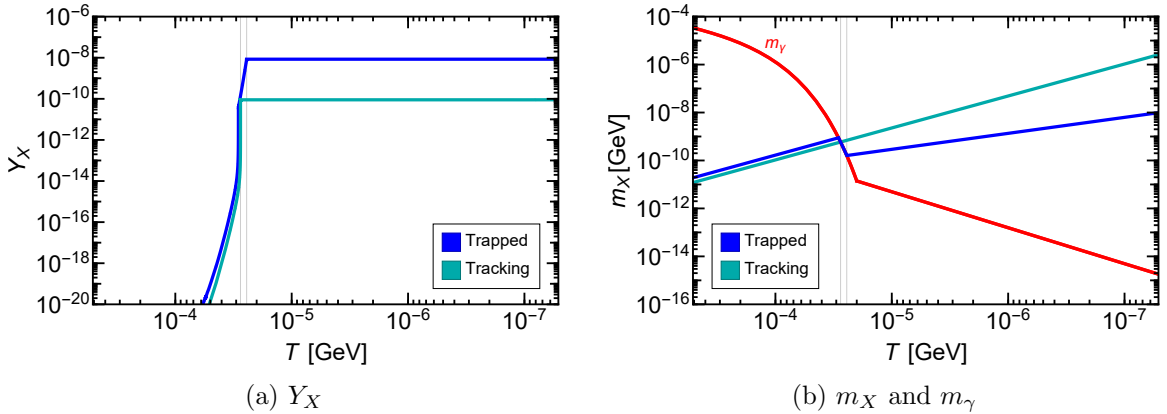 10⁻⁶
10⁻⁸
10⁻¹⁰
10⁻¹²
10⁻¹⁴
10⁻¹⁶
10⁻¹⁸
10⁻²⁰
Y_X
Trapped
Tracking
10⁻⁴
10⁻⁵
10⁻⁶
10⁻⁷
T [GeV]
(a) Y_X
10⁻⁴
10⁻⁶
10⁻⁸
10⁻¹⁰
10⁻¹²
10⁻¹⁴
10⁻¹⁶
m_X [GeV]
m_γ
Trapped
Tracking
10⁻⁴
10⁻⁵
10⁻⁶
10⁻⁷
T [GeV]
(b) m_X and m_γ